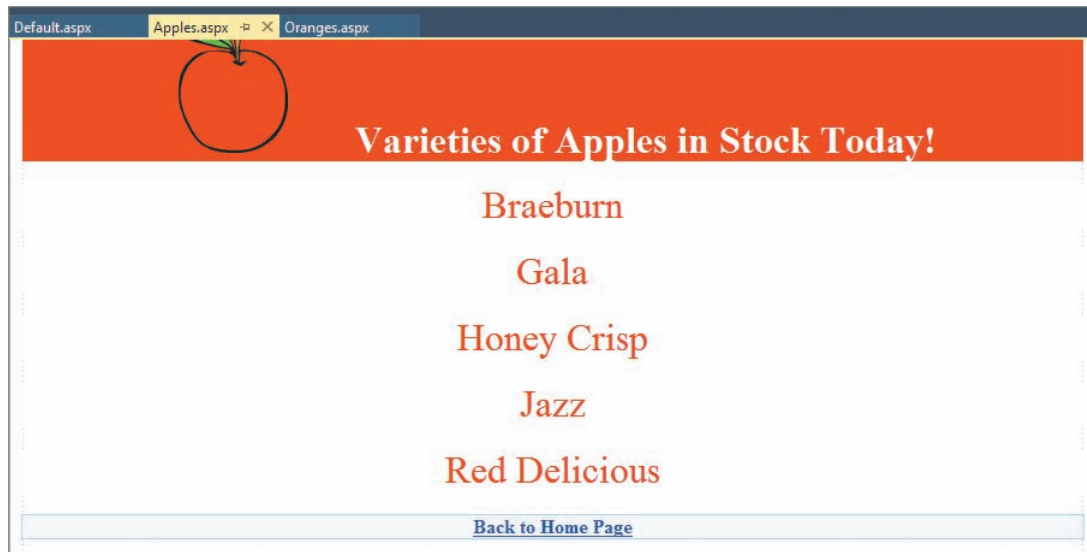 Default.aspx Apples.aspx Oranges.aspx
Varieties of Apples in Stock Today!
Braeburn
Gala
Honey Crisp
Jazz
Red Delicious
Back to Home Page